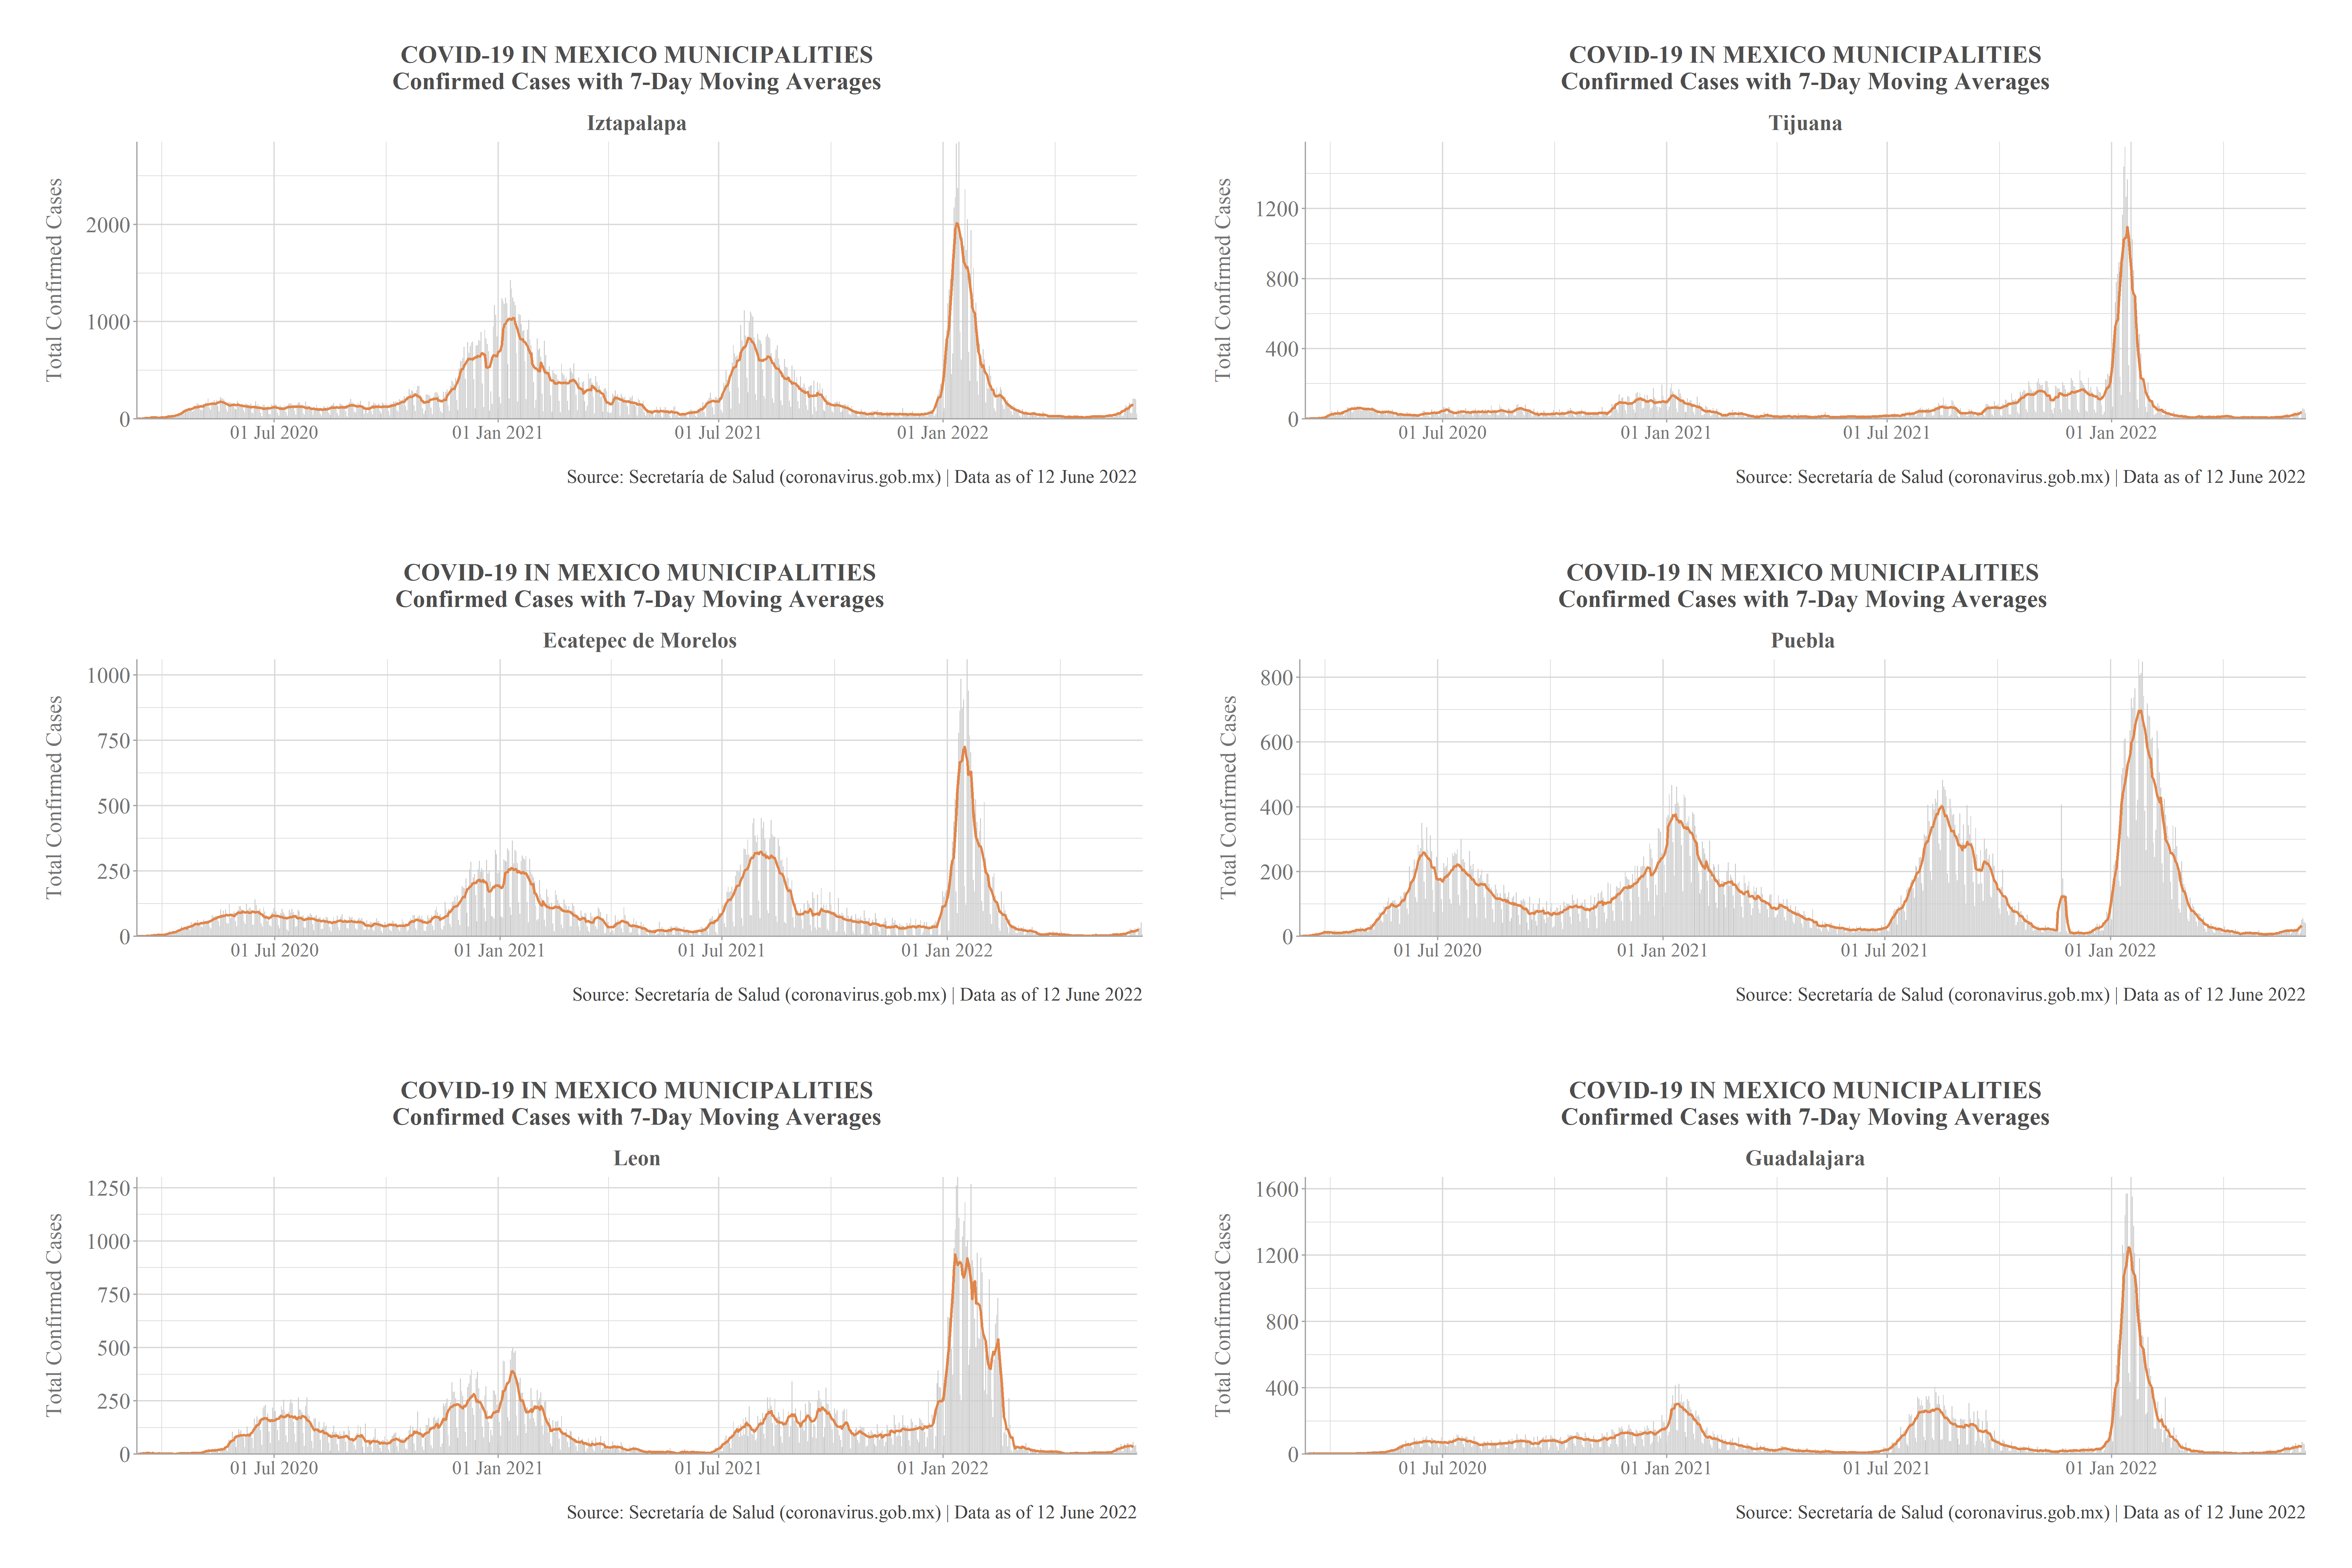 COVID-19 IN MEXICO MUNICIPALITIES
Confirmed Cases with 7-Day Moving Averages
Iztapalapa
Total Confirmed Cases
2000
1000
0
01 Jul 2020
01 Jan 2021
01 Jul 2021
01 Jan 2022
Source: Secretaría de Salud (coronavirus.gob.mx) | Data as of 12 June 2022
COVID-19 IN MEXICO MUNICIPALITIES
Confirmed Cases with 7-Day Moving Averages
Tijuana
Total Confirmed Cases
1200
800
400
0
01 Jul 2020
01 Jan 2021
01 Jul 2021
01 Jan 2022
Source: Secretaría de Salud (coronavirus.gob.mx) | Data as of 12 June 2022
COVID-19 IN MEXICO MUNICIPALITIES
Confirmed Cases with 7-Day Moving Averages
Ecatepec de Morelos
Total Confirmed Cases
1000
750
500
250
0
01 Jul 2020
01 Jan 2021
01 Jul 2021
01 Jan 2022
Source: Secretaría de Salud (coronavirus.gob.mx) | Data as of 12 June 2022
COVID-19 IN MEXICO MUNICIPALITIES
Confirmed Cases with 7-Day Moving Averages
Puebla
Total Confirmed Cases
800
600
400
200
0
01 Jul 2020
01 Jan 2021
01 Jul 2021
01 Jan 2022
Source: Secretaría de Salud (coronavirus.gob.mx) | Data as of 12 June 2022
COVID-19 IN MEXICO MUNICIPALITIES
Confirmed Cases with 7-Day Moving Averages
Leon
Total Confirmed Cases
1250
1000
750
500
250
0
01 Jul 2020
01 Jan 2021
01 Jul 2021
01 Jan 2022
Source: Secretaría de Salud (coronavirus.gob.mx) | Data as of 12 June 2022
COVID-19 IN MEXICO MUNICIPALITIES
Confirmed Cases with 7-Day Moving Averages
Guadalajara
Total Confirmed Cases
1600
1200
800
400
0
01 Jul 2020
01 Jan 2021
01 Jul 2021
01 Jan 2022
Source: Secretaría de Salud (coronavirus.gob.mx) | Data as of 12 June 2022